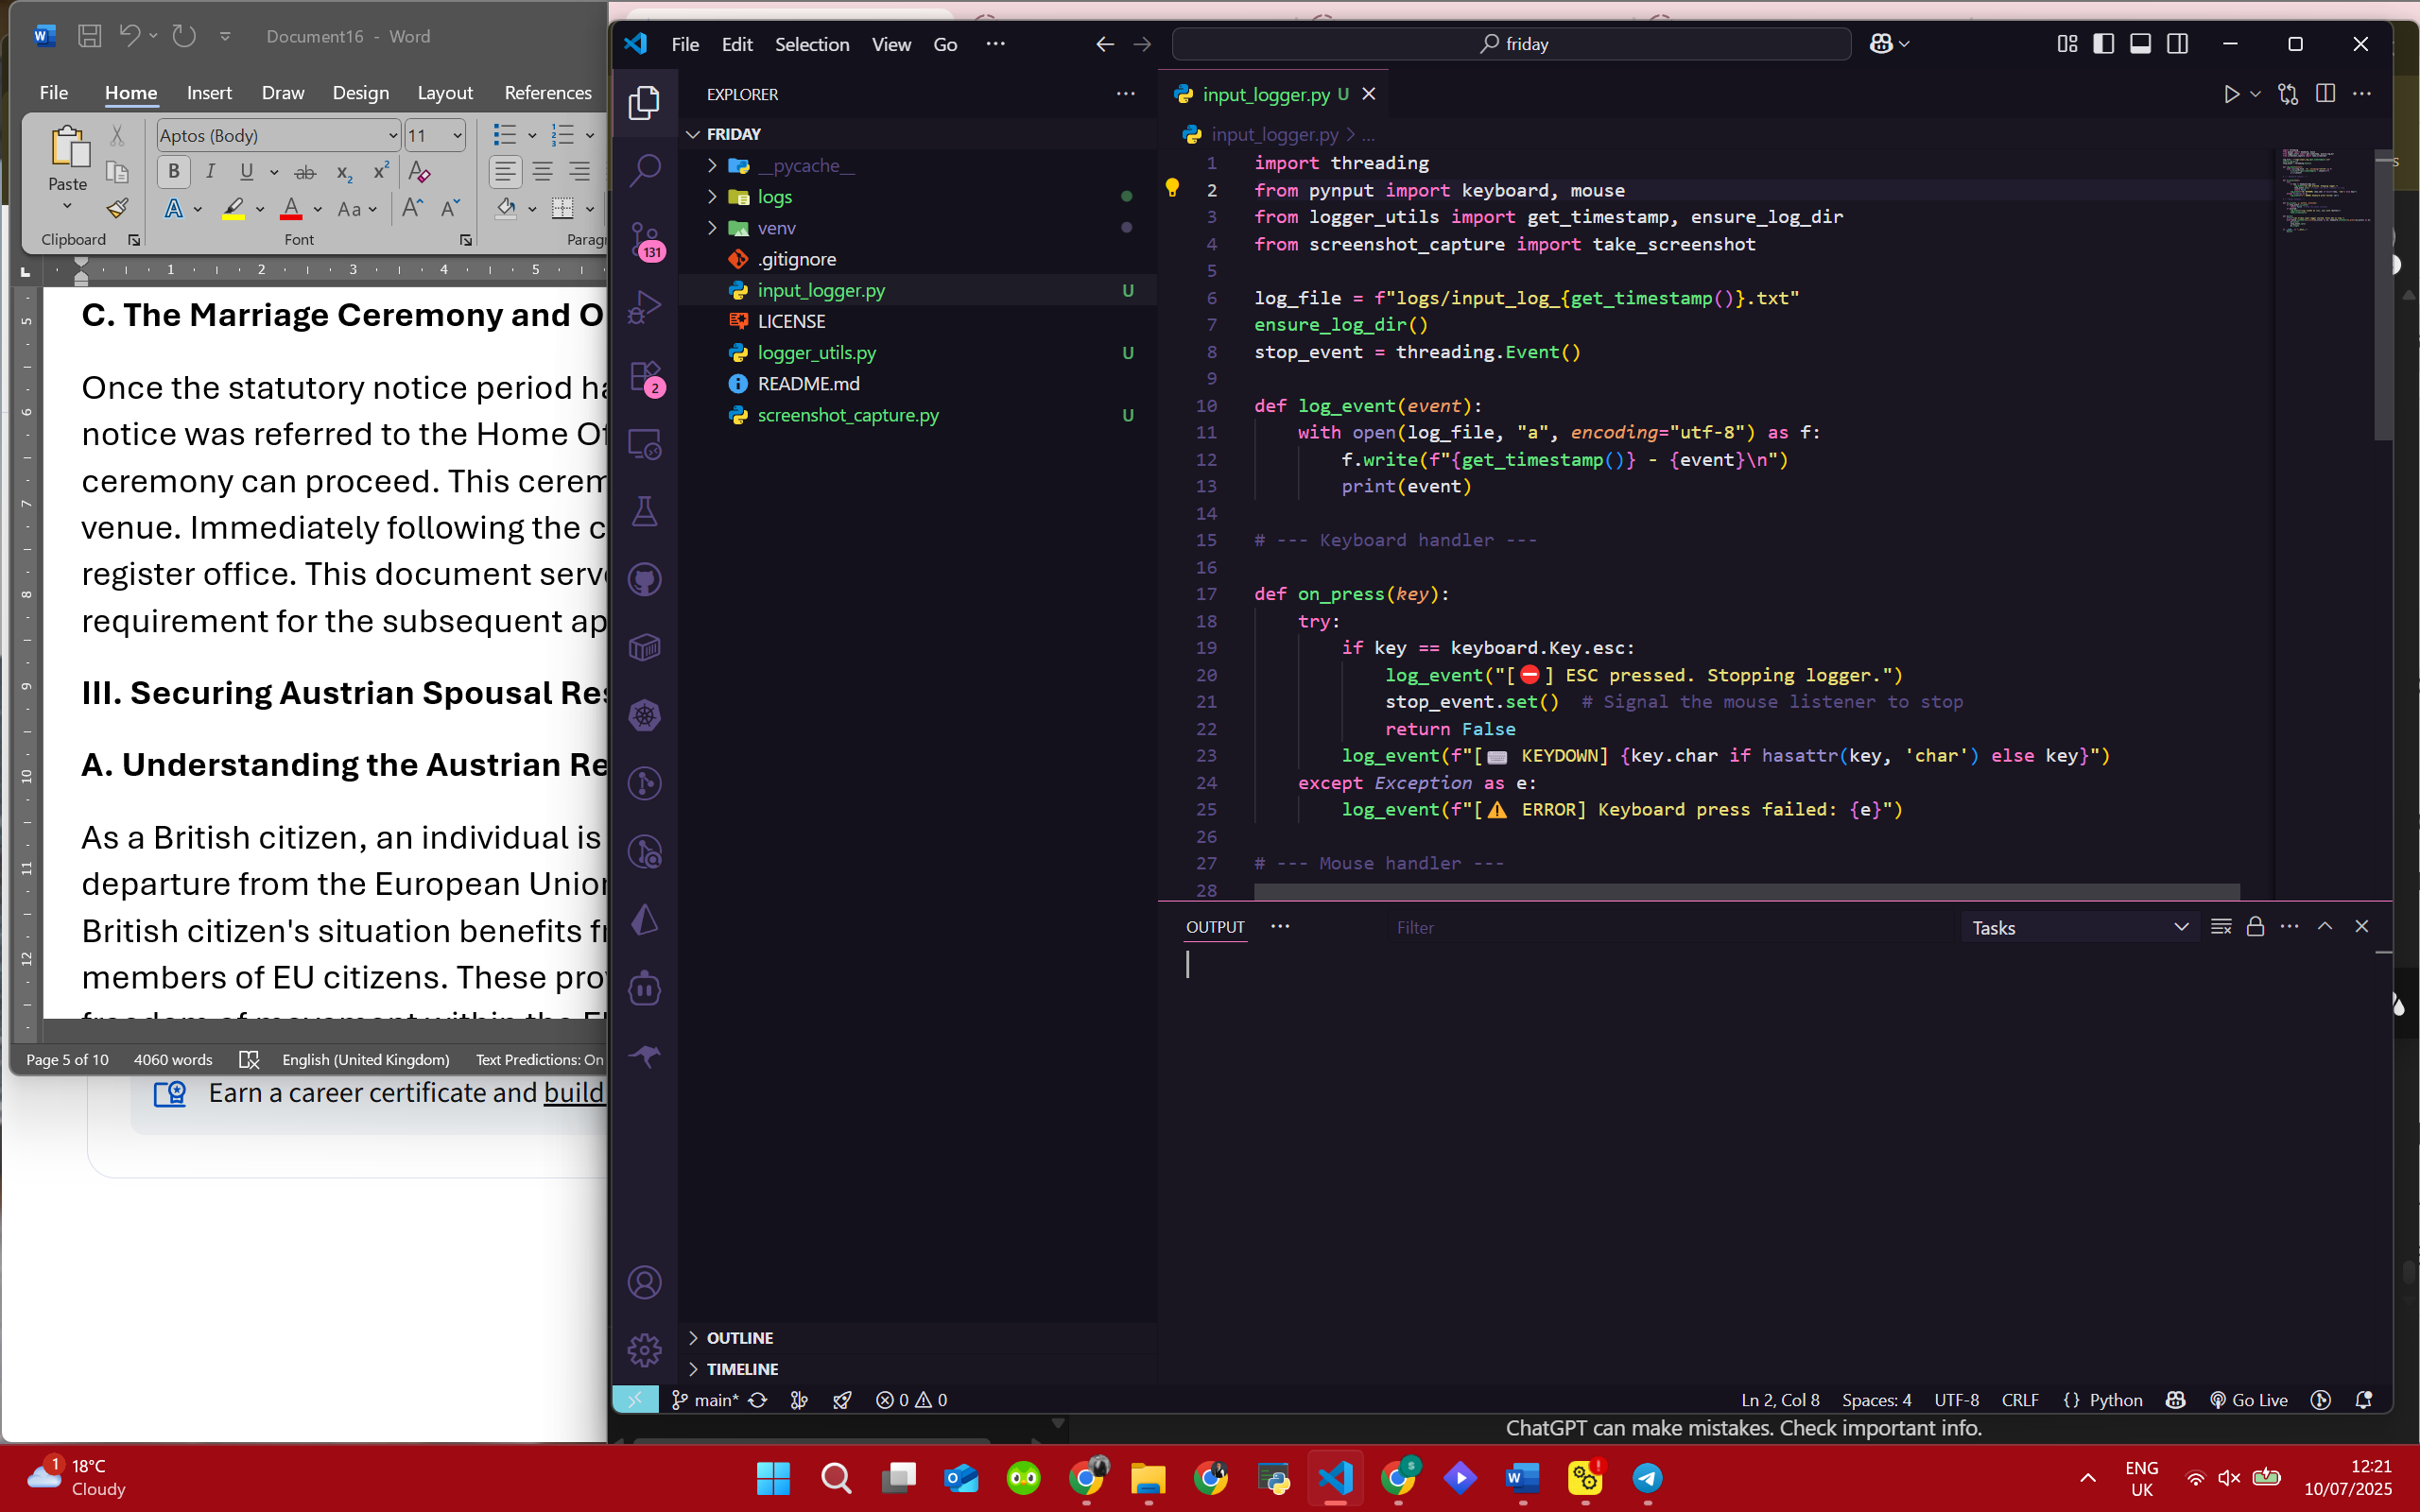 Document16 - Word
File Home Insert Draw Design Layout References
Paste
Aptos (Body) 11
Clipboard Font
C. The Marriage Ceremony and O
Once the statutory notice period ha
notice was referred to the Home Of
ceremony can proceed. This cerem
venue. Immediately following the c
register office. This document serv
requirement for the subsequent ap
III. Securing Austrian Spousal Res
A. Understanding the Austrian Re
As a British citizen, an individual is
departure from the European Union
British citizen's situation benefits fr
members of EU citizens. These prov
Page 5 of 10 4060 words English (United Kingdom) Text Predictions: On
Earn a career certificate and build
File Edit Selection View Go ···
friday
EXPLORER
FRIDAY
__pycache__
logs
venv
.gitignore
input_logger.py U
LICENSE
logger_utils.py U
README.md
screenshot_capture.py U
131
2
OUTLINE
TIMELINE
input_logger.py U
input_logger.py > ...
1 import threading
2 from pynput import keyboard, mouse
3 from logger_utils import get_timestamp, ensure_log_dir
4 from screenshot_capture import take_screenshot
5
6 log_file = f"logs/input_log_{get_timestamp()}.txt"
7 ensure_log_dir()
8 stop_event = threading.Event()
9
10 def log_event(event):
11 with open(log_file, "a", encoding="utf-8") as f:
12 f.write(f"{get_timestamp()} - {event}\n")
13 print(event)
14
15 # --- Keyboard handler ---
16
17 def on_press(key):
18 try:
19 if key == keyboard.Key.esc:
20 log_event("[⛔] ESC pressed. Stopping logger.")
21 stop_event.set() # Signal the mouse listener to stop
22 return False
23 log_event(f"[⌨ KEYDOWN] {key.char if hasattr(key, 'char') else key}")
24 except Exception as e:
25 log_event(f"[⚠ ERROR] Keyboard press failed: {e}")
26
27 # --- Mouse handler ---
28
OUTPUT ··· Filter Tasks
main* 0 0 Ln 2, Col 8 Spaces: 4 UTF-8 CRLF {} Python Go Live
ChatGPT can make mistakes. Check important info.
1 18°C
Cloudy
ENG
UK
12:21
10/07/2025